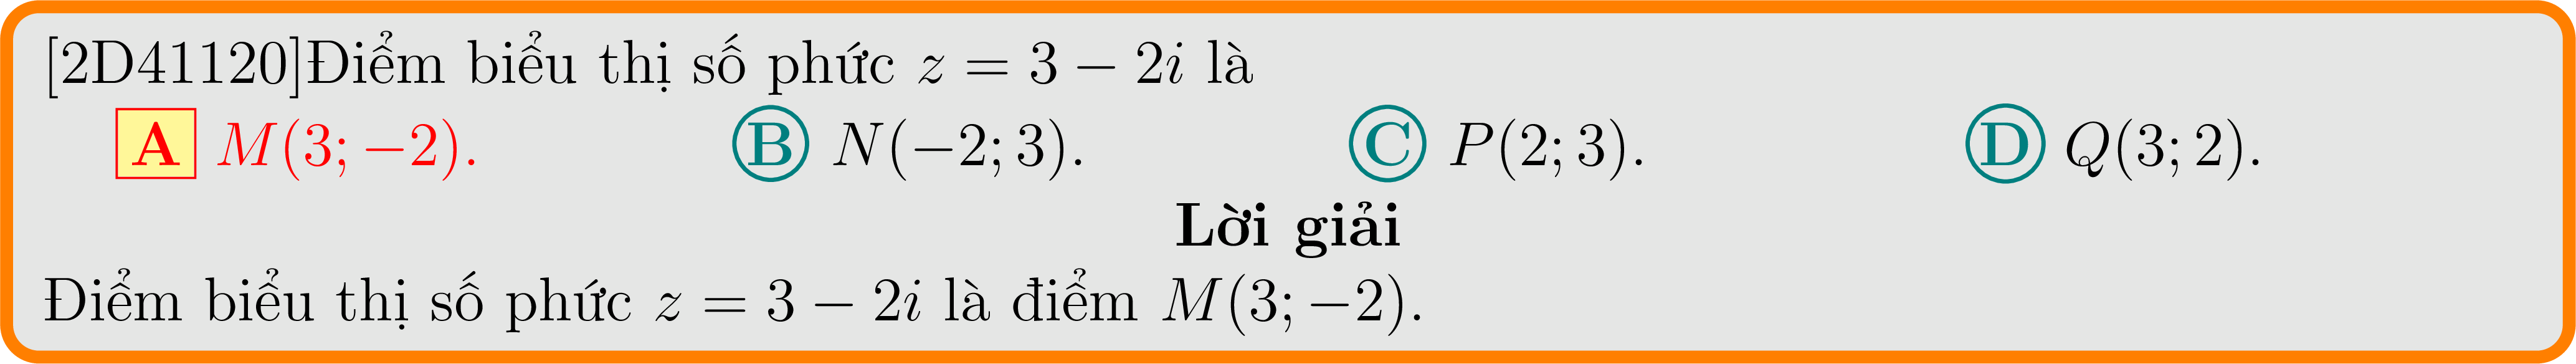 [2D41120]Điểm biểu thị số phức z = 3 − 2i là
A M(3; −2). B N(−2; 3). C P(2; 3). D Q(3; 2).
Lời giải
Điểm biểu thị số phức z = 3 − 2i là điểm M(3; −2).